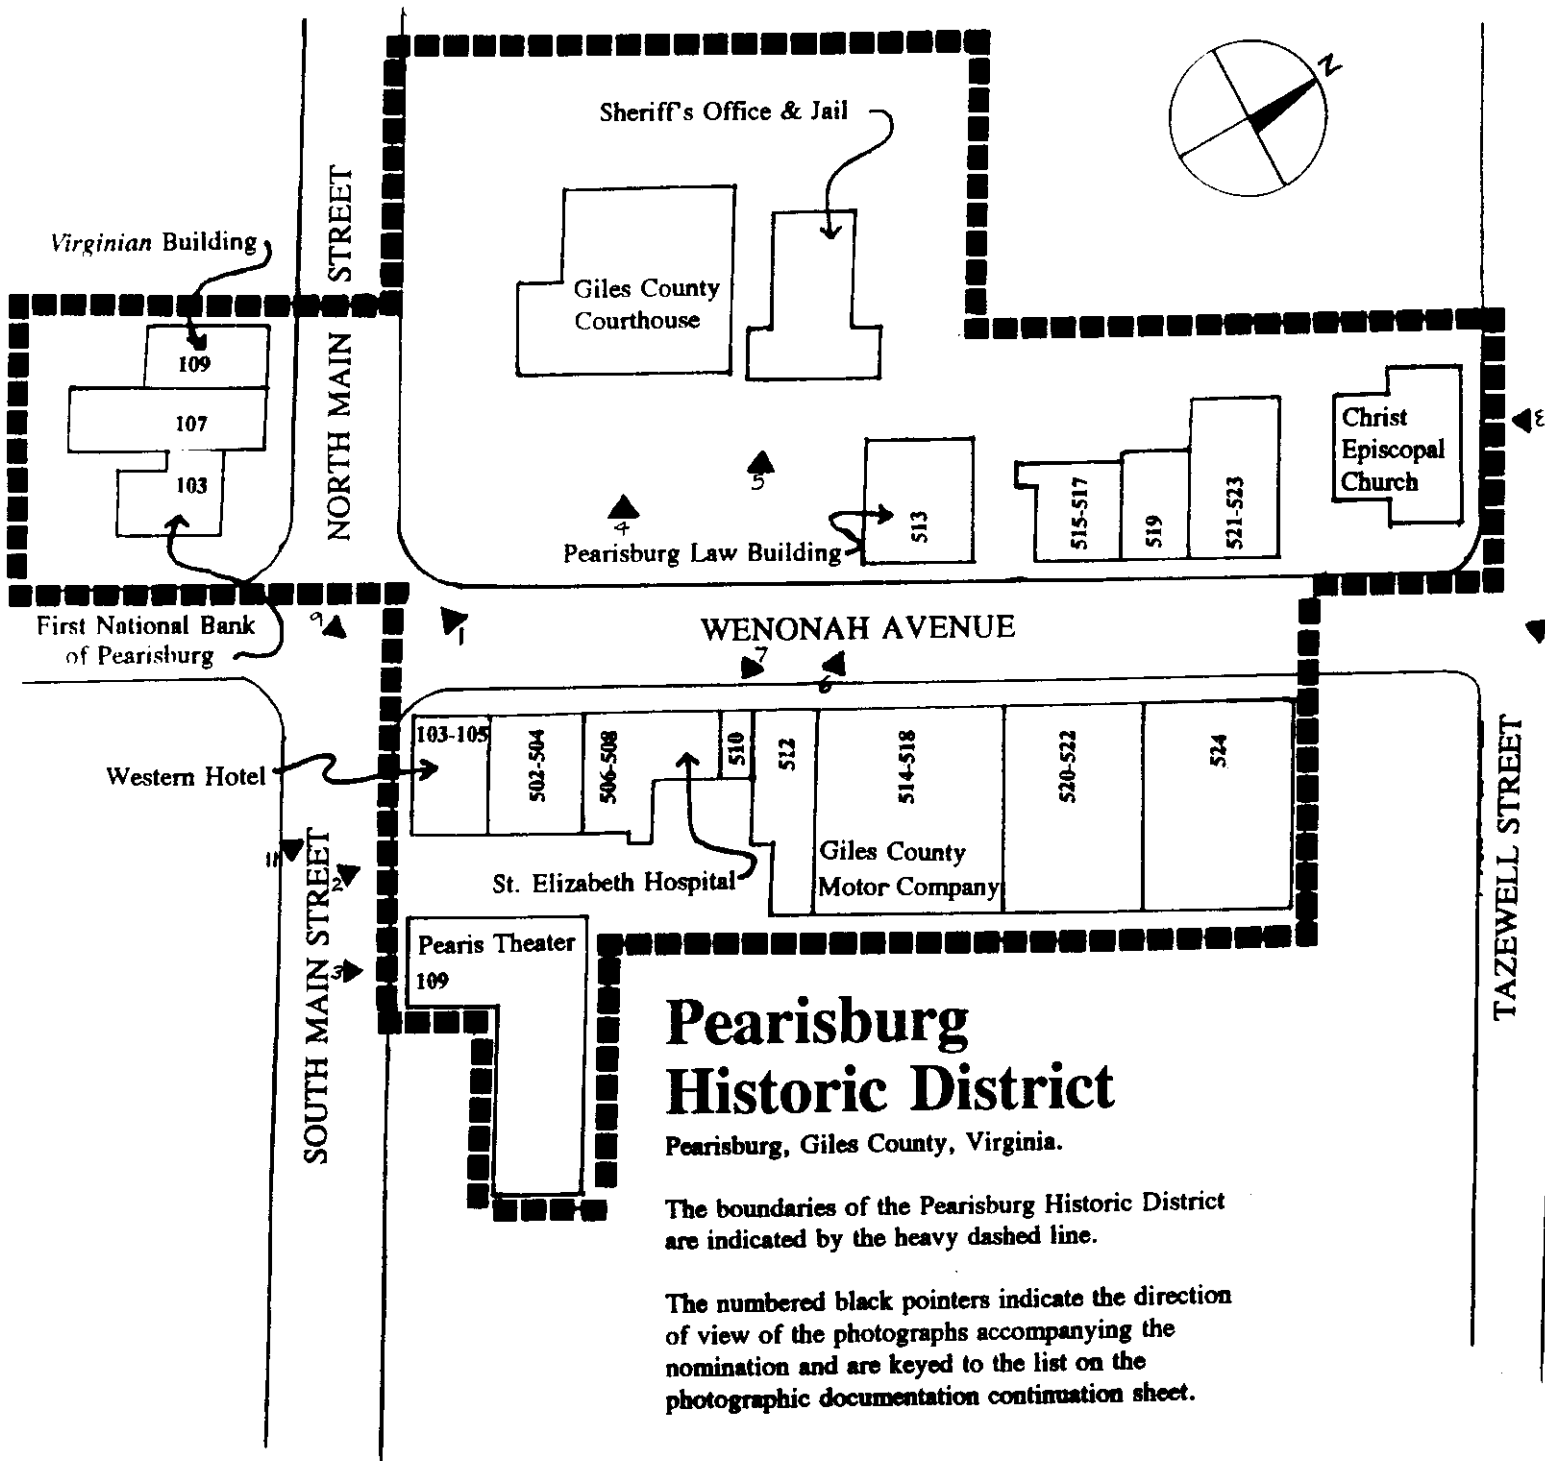 N
Sheriff's Office & Jail
Virginian Building
NORTH MAIN STREET
Giles County
Courthouse
109
107
103
Christ
Episcopal
Church
8
5
4
515-517
519
521-523
513
Pearisburg Law Building
First National Bank
of Pearisburg
9
1
WENONAH AVENUE
7
6
103-105
502-504
506-508
510
512
514-518
520-522
524
Western Hotel
TAZEWELL STREET
SOUTH MAIN STREET
11
2
3
Giles County
Motor Company
St. Elizabeth Hospital
Pearis Theater
109
Pearisburg
Historic District
Pearisburg, Giles County, Virginia.
The boundaries of the Pearisburg Historic District
are indicated by the heavy dashed line.
The numbered black pointers indicate the direction
of view of the photographs accompanying the
nomination and are keyed to the list on the
photographic documentation continuation sheet.